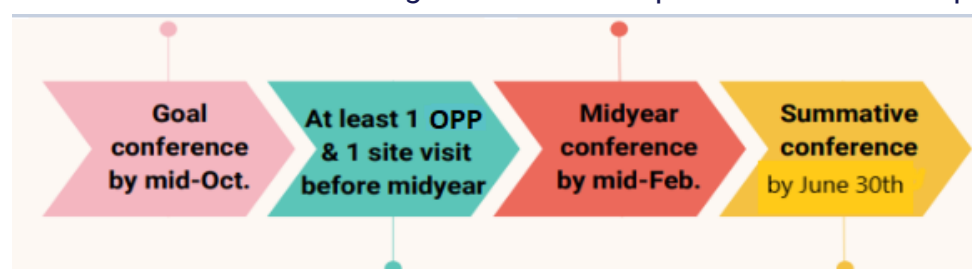 Goal
conference
by mid-Oct.
At least 1 OPP
& 1 site visit
before midyear
Midyear
conference
by mid-Feb.
Summative
conference
by June 30th